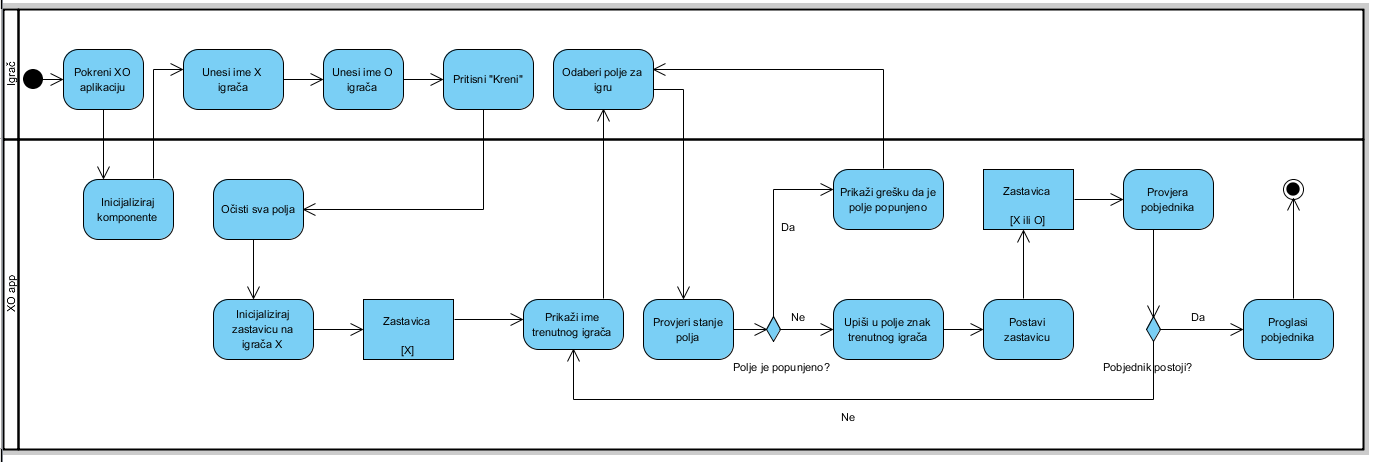 Igrač
Pokreni XO
aplikaciju
Unesi ime X
igrača
Unesi ime O
igrača
Pritisni "Kreni"
Odaberi polje za
igru
XO app
Inicijaliziraj
komponente
Očisti sva polja
Prikaži grešku da je
polje popunjeno
Zastavica
[X ili O]
Provjera
pobjednika
Da
Inicijaliziraj
zastavicu na
igrača X
Zastavica
[X]
Prikaži ime
trenutnog igrača
Provjeri stanje
polja
Ne
Upiši u polje znak
trenutnog igrača
Postavi
zastavicu
Da
Proglasi
pobjednika
Polje je popunjeno?
Pobjednik postoji?
Ne